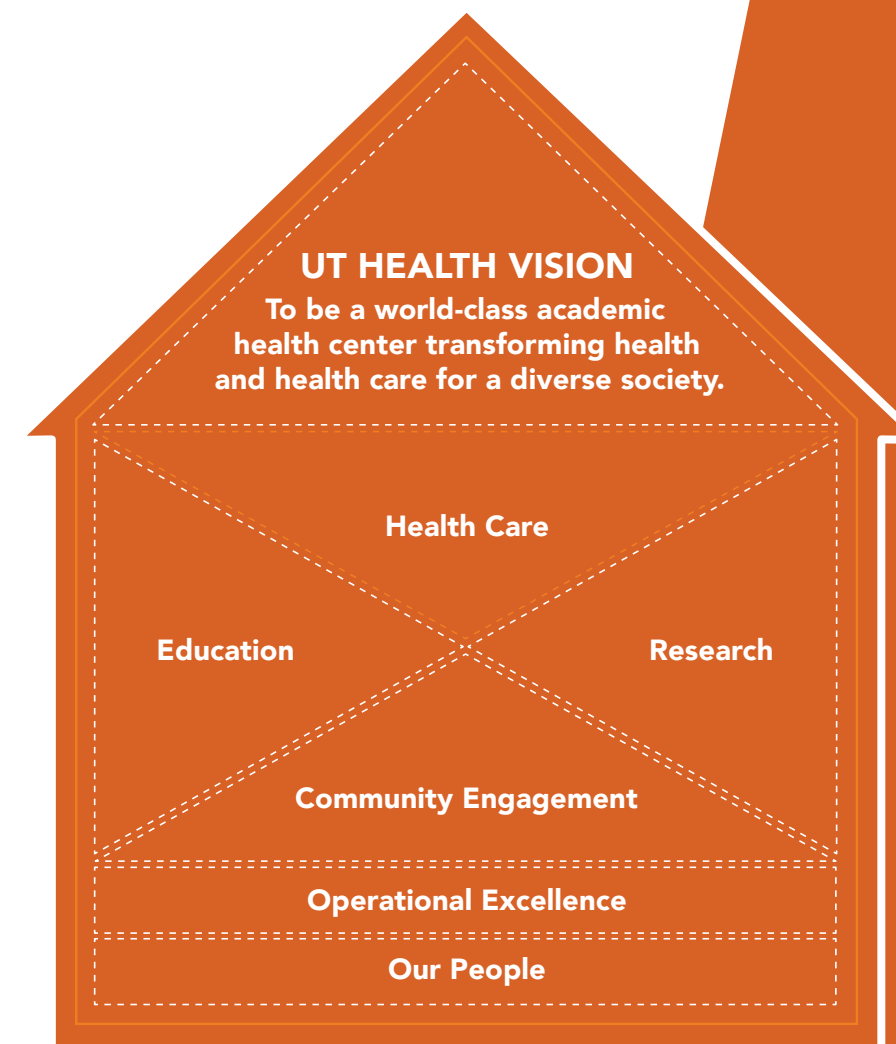 UT HEALTH VISION
To be a world-class academic
health center transforming health
and health care for a diverse society.
Health Care
Education
Research
Community Engagement
Operational Excellence
Our People